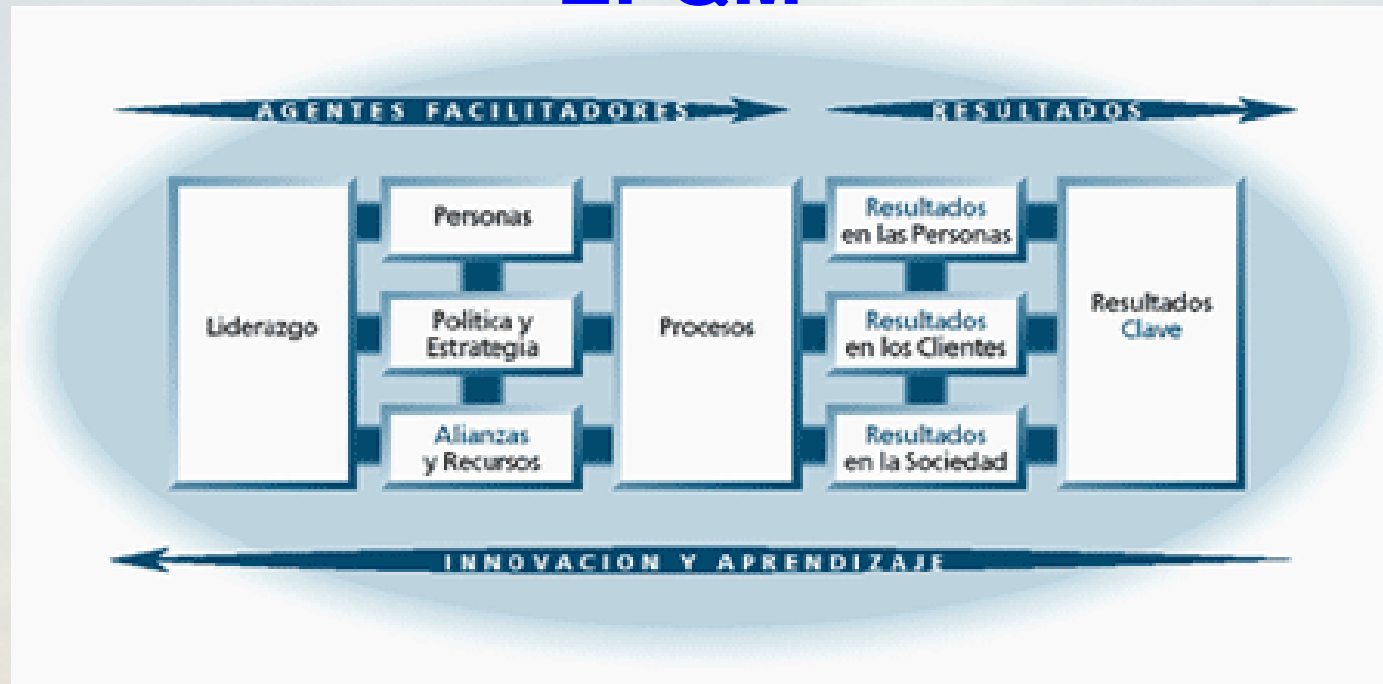 EFQM
AGENTES FACILITADORES
RESULTADOS
Liderazgo
Personas
Política y
Estrategia
Alianzas
y Recursos
Procesos
Resultados
en las Personas
Resultados
en los Clientes
Resultados
en la Sociedad
Resultados
Clave
INNOVACION Y APRENDIZAJE